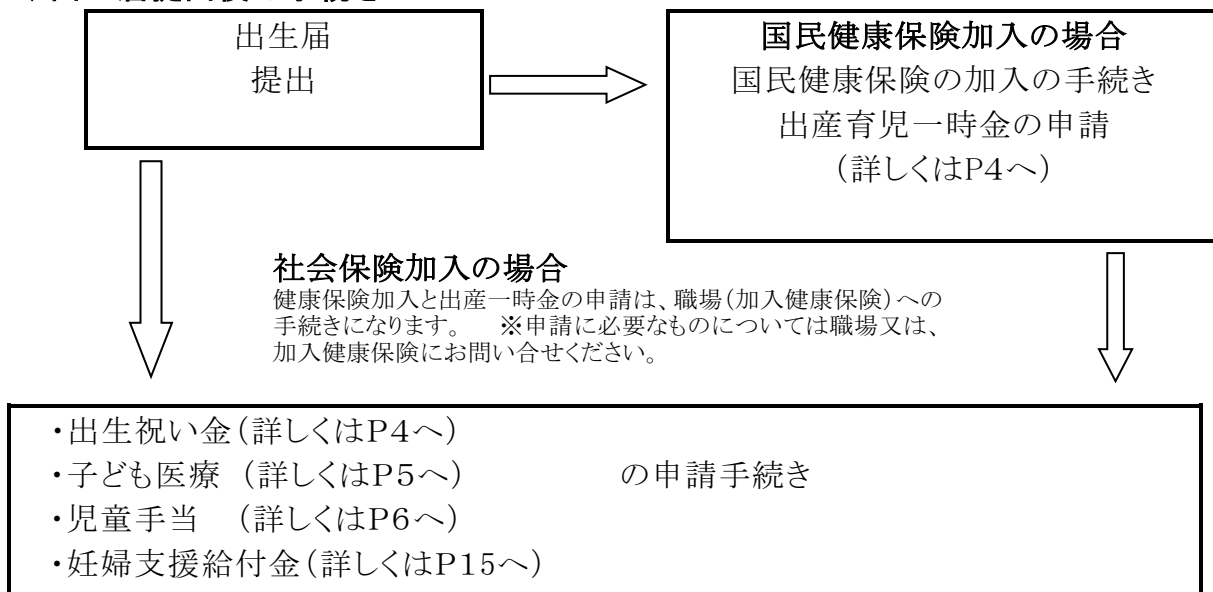 出生届
提出
国民健康保険加入の場合
国民健康保険の加入の手続き
出産育児一時金の申請
(詳しくはP4へ)
社会保険加入の場合
健康保険加入と出産一時金の申請は、職場(加入健康保険)への
手続きになります。　※申請に必要なものについては職場又は、
加入健康保険にお問い合せください。
・出生祝い金(詳しくはP4へ)
・子ども医療 (詳しくはP5へ)　　　の申請手続き
・児童手当 (詳しくはP6へ)
・妊婦支援給付金(詳しくはP15へ)